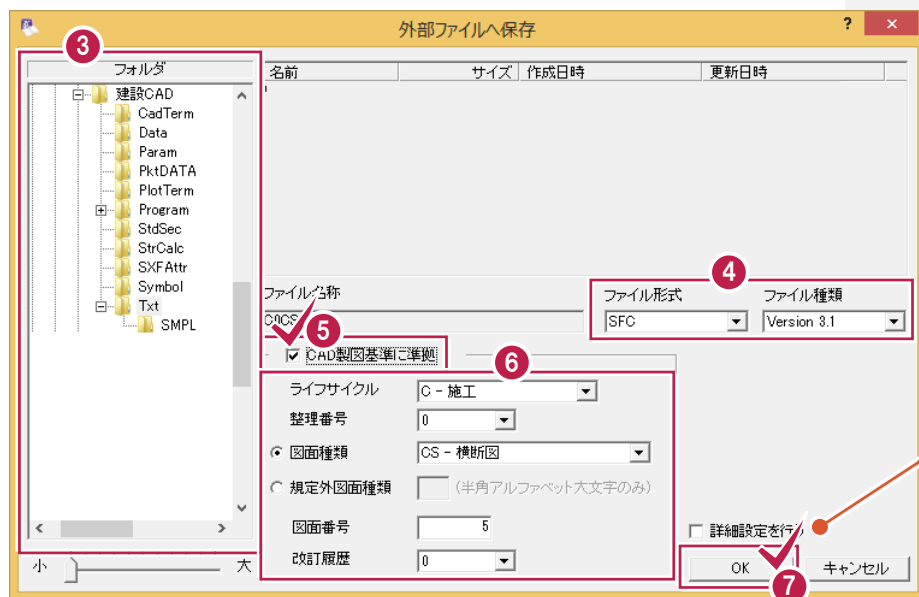 外部ファイルへ保存
?
×
3
フォルダ
名前
サイズ
作成日時
更新日時
建設CAD
CadTerm
Data
Param
PktDATA
PlotTerm
Program
StdSec
StrCalc
SXFAttr
Symbol
Txt
SMPL
小
大
ファイル名称
4
ファイル形式
ファイル種類
SFC
Version 3.1
5
CAD製図基準に準拠
6
ライフサイクル
C - 施工
整理番号
0
図面種類
CS - 横断図
規定外図面種類
(半角アルファベット大文字のみ)
図面番号
5
改訂履歴
0
詳細設定を行う
OK
キャンセル
7